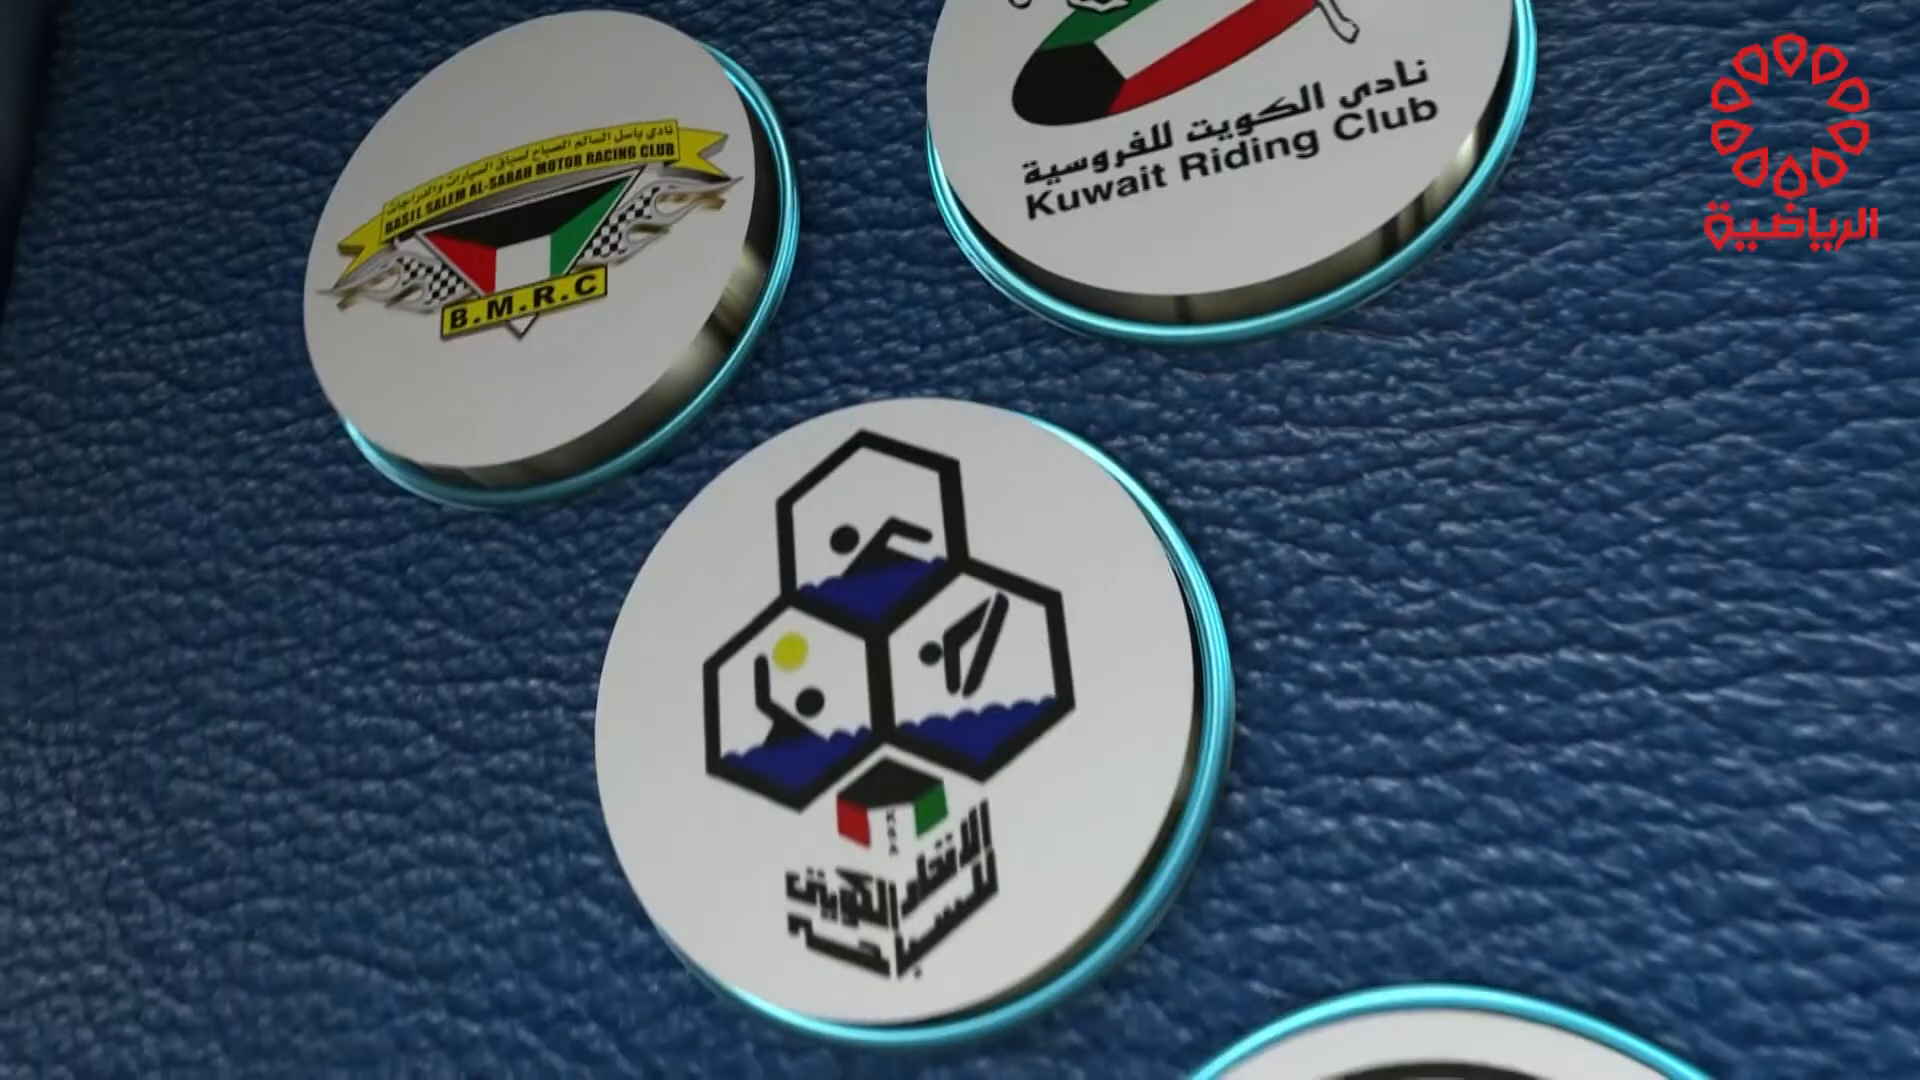 نادي باسل السالم الصباح لسباق السيارات والدراجات
BASIL SALEM AL-SABAH MOTOR RACING CLUB
B.M.R.C
نادي الكويت للفروسية
Kuwait Riding Club
الرياضية
الاتحاد الكويتي
للسباحة